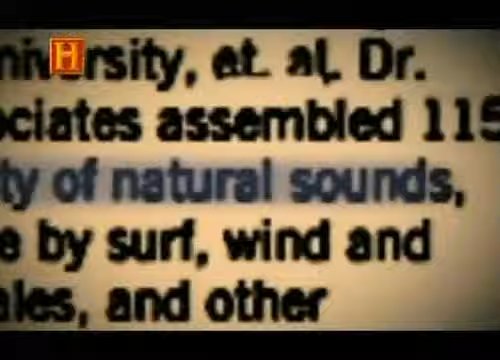 H
niversity, et. al. Dr.
ociates assembled 115
ty of natural sounds,
e by surf, wind and
ales, and other